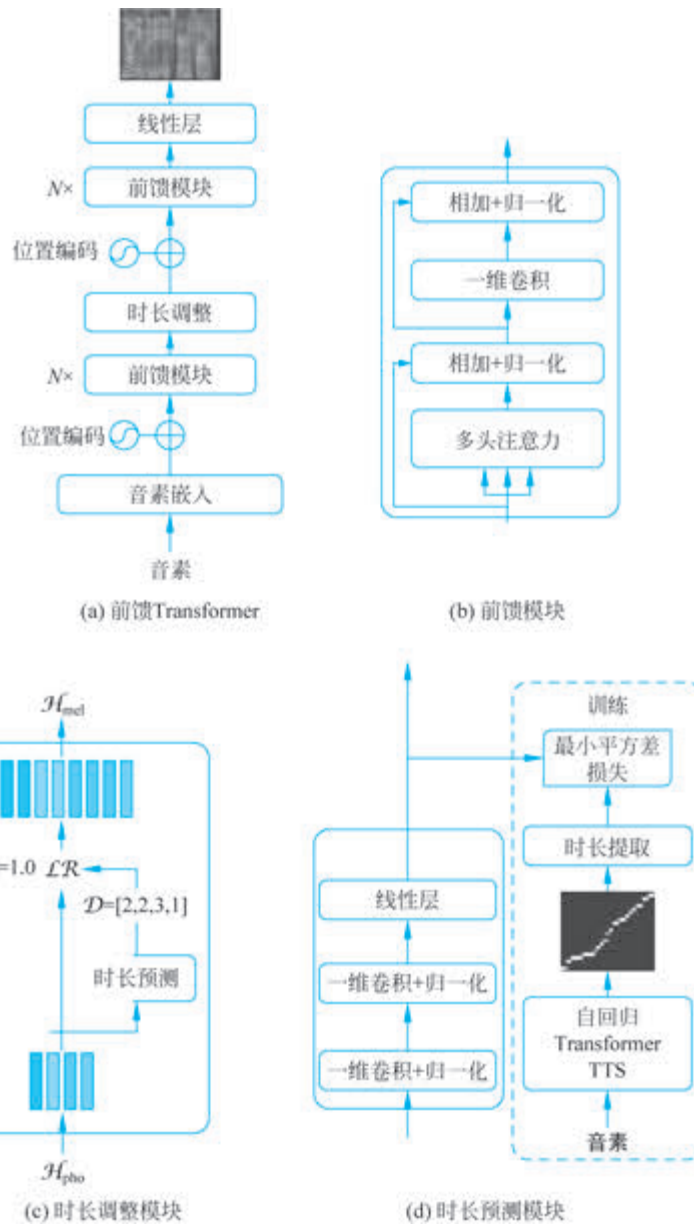 线性层
N× 前馈模块
位置编码
时长调整
N× 前馈模块
位置编码
音素嵌入
音素
(a) 前馈Transformer
相加+归一化
一维卷积
相加+归一化
多头注意力
(b) 前馈模块
ℋmel
=1.0 ℒℛ
𝒟=[2,2,3,1]
时长预测
ℋpho
(c) 时长调整模块
训练
最小平方差
损失
时长提取
线性层
一维卷积+归一化
一维卷积+归一化
自回归
Transformer
TTS
音素
(d) 时长预测模块